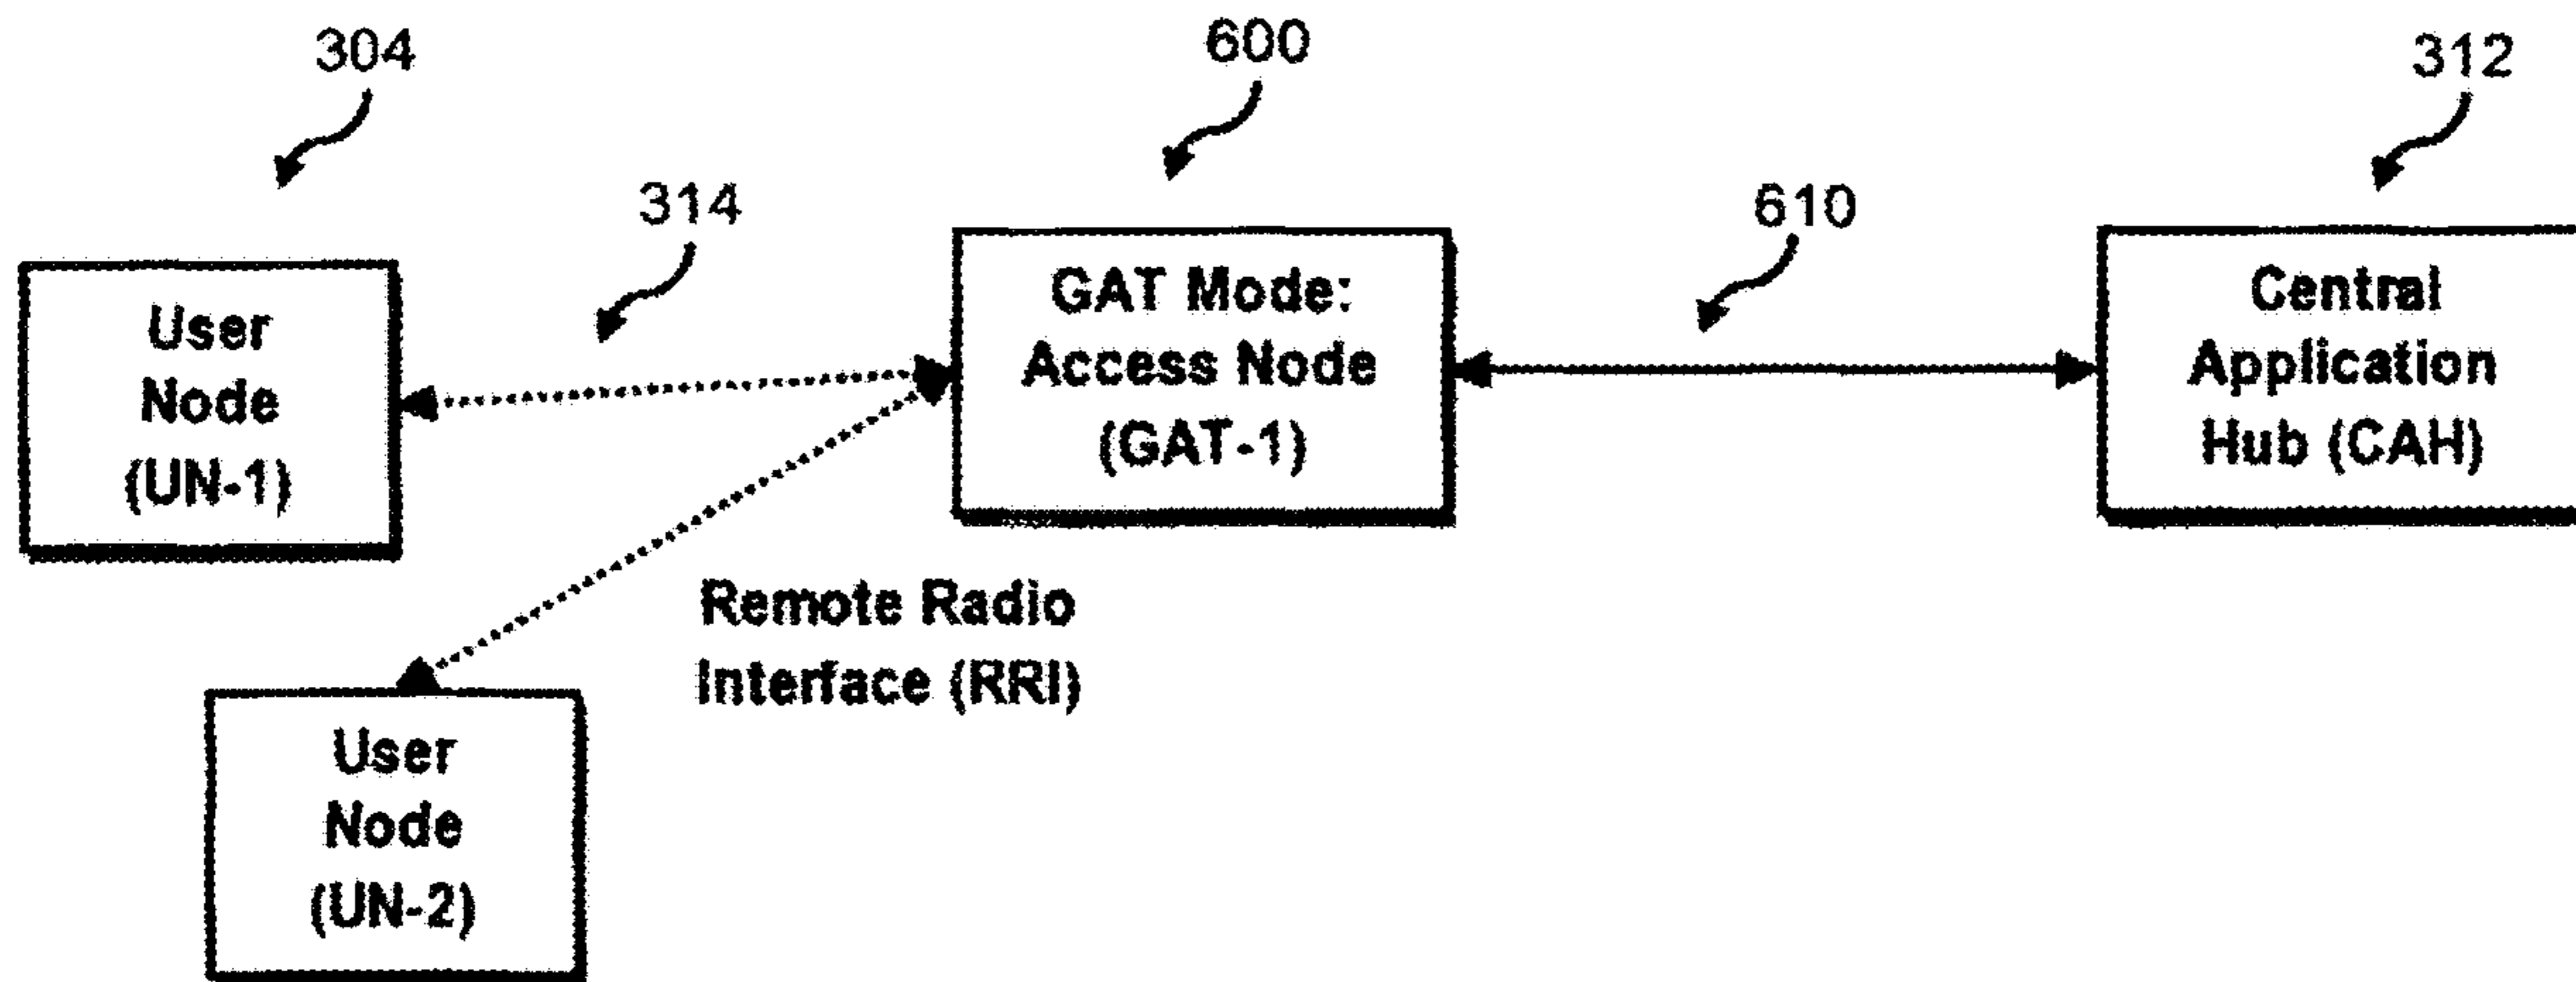 304
600
312
314
610
User
Node
(UN-1)
GAT Mode:
Access Node
(GAT-1)
Central
Application
Hub (CAH)
Remote Radio
Interface (RRI)
User
Node
(UN-2)